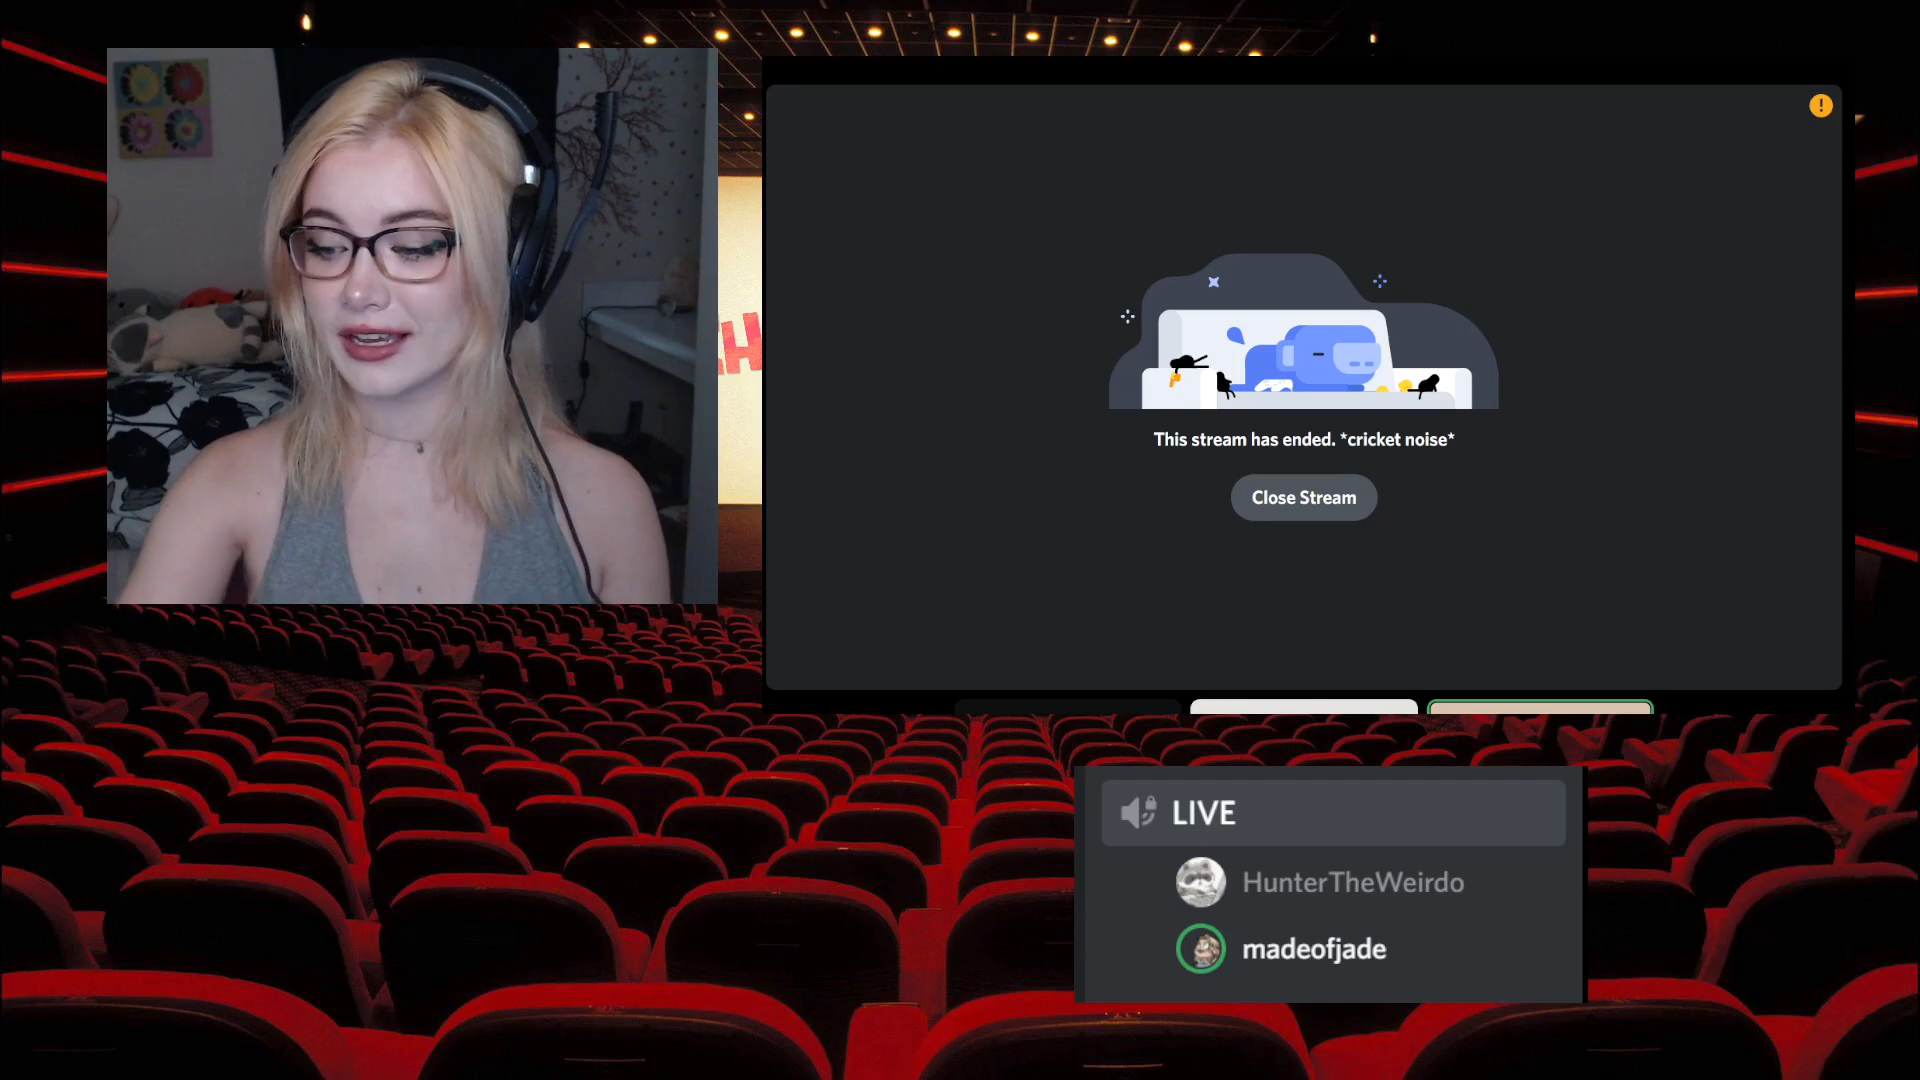 H
This stream has ended. *cricket noise*
Close Stream
LIVE
HunterTheWeirdo
madeofjade